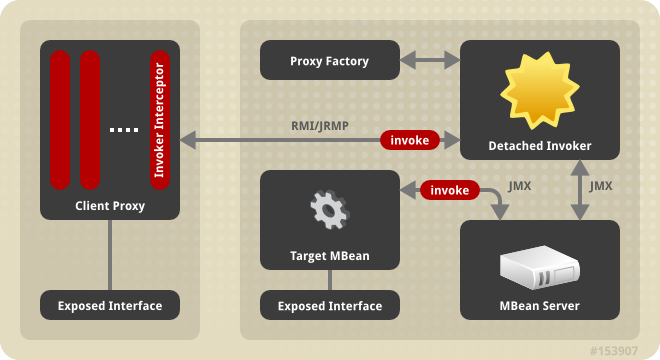 Invoker Interceptor
....
Client Proxy
Exposed Interface
Proxy Factory
Detached Invoker
RMI/JRMP
invoke
invoke
JMX
JMX
Target MBean
Exposed Interface
MBean Server
#153907